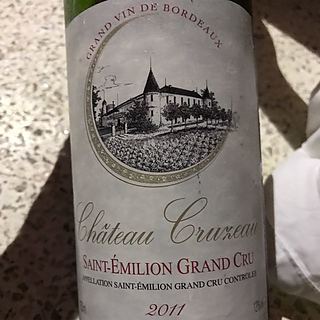 GRAND VIN DE BORDEAUX
Château Cruzeau
SAINT-ÉMILION GRAND CRU
APPELLATION SAINT-ÉMILION GRAND CRU CONTRÔLÉE
2011